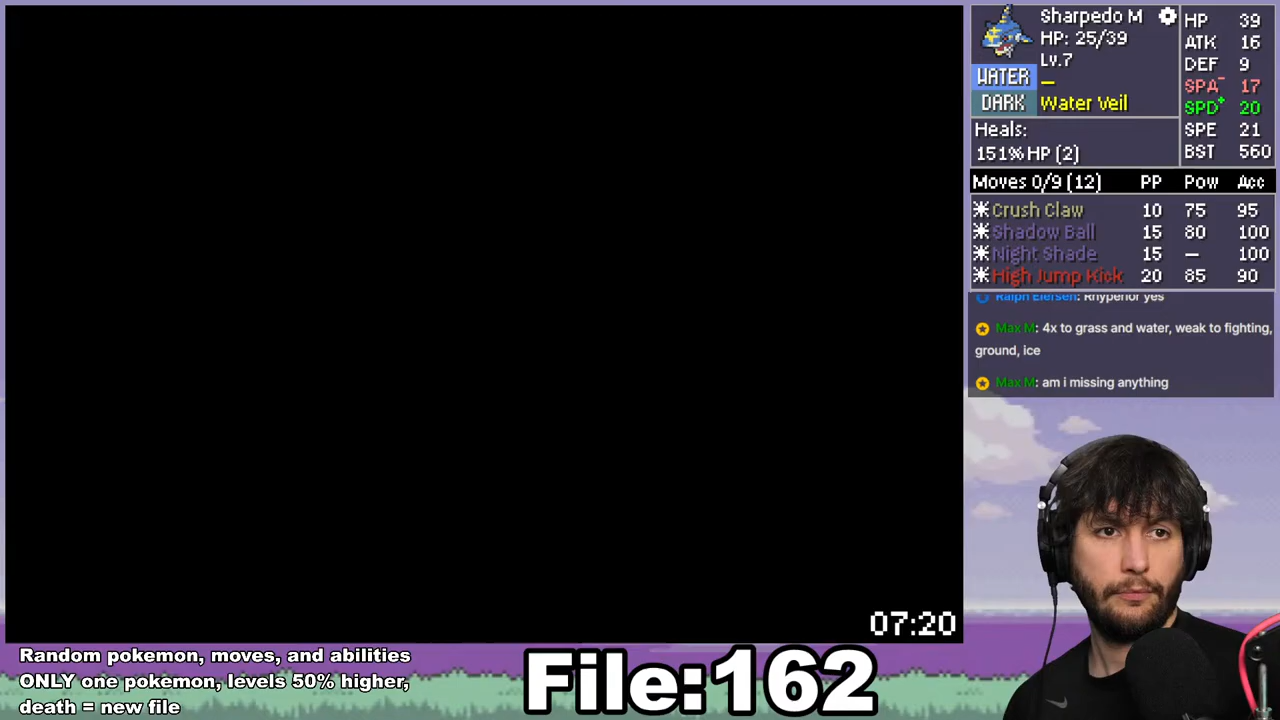 Sharpedo M
HP: 25/39
Lv.7
WATER
—
DARK
Water Veil
Heals:
151% HP (2)
HP 39
ATK 16
DEF 9
SPA- 17
SPD+ 20
SPE 21
BST 560
Moves 0/9 (12) PP Pow Acc
Crush Claw 10 75 95
Shadow Ball 15 80 100
Night Shade 15 — 100
High Jump Kick 20 85 90
Ralph Elersen: Rhyperior yes
Max M: 4x to grass and water, weak to fighting,
ground, ice
Max M: am i missing anything
07:20
Random pokemon, moves, and abilities
ONLY one pokemon, levels 50% higher,
death = new file
File:162